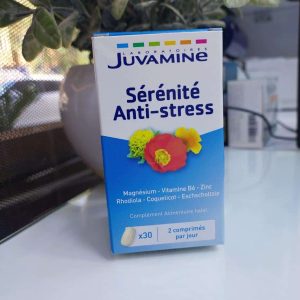 LABORATOIRES
JUVAMINE
Sérénité
Anti-stress
Magnésium - Vitamine B6 - Zinc
Rhodiola - Coquelicot - Eschscholtzia
Complément Alimentaire halal
x30
2 comprimés
par jour